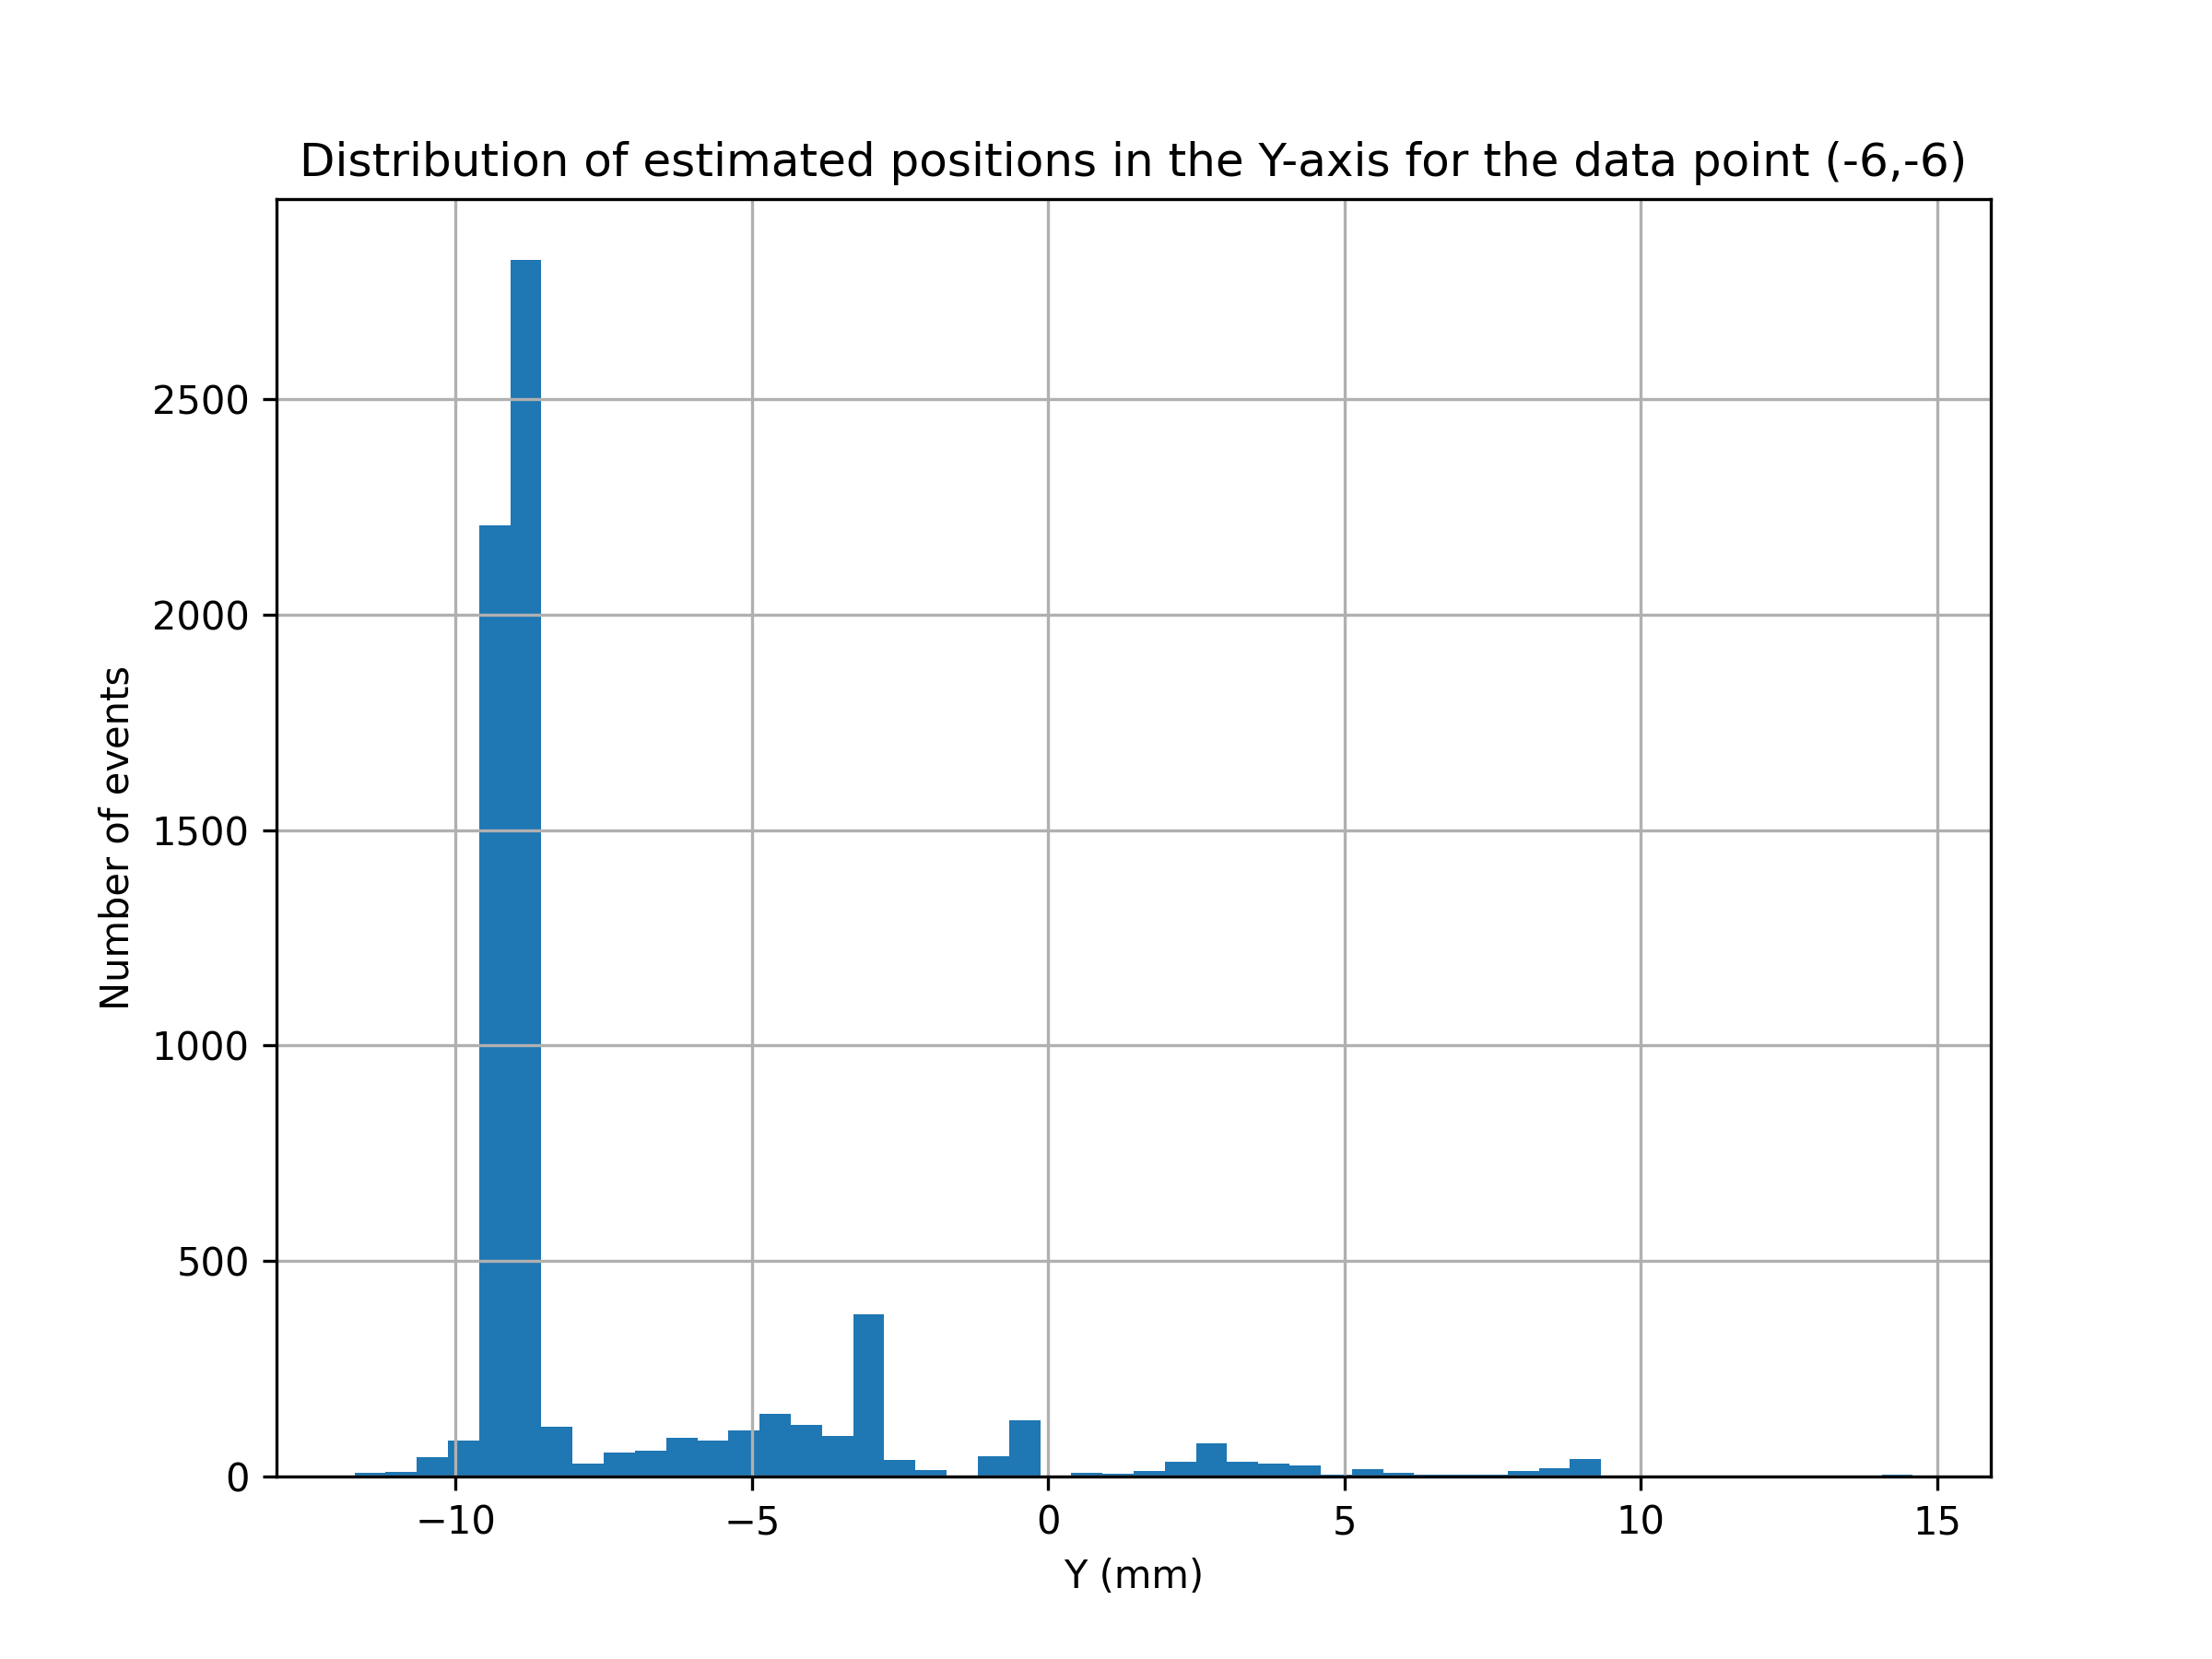 Distribution of estimated positions in the Y-axis for the data point (-6,-6)
Number of events
2500
2000
1500
1000
500
0
−10 −5 0 5 10 15
Y (mm)